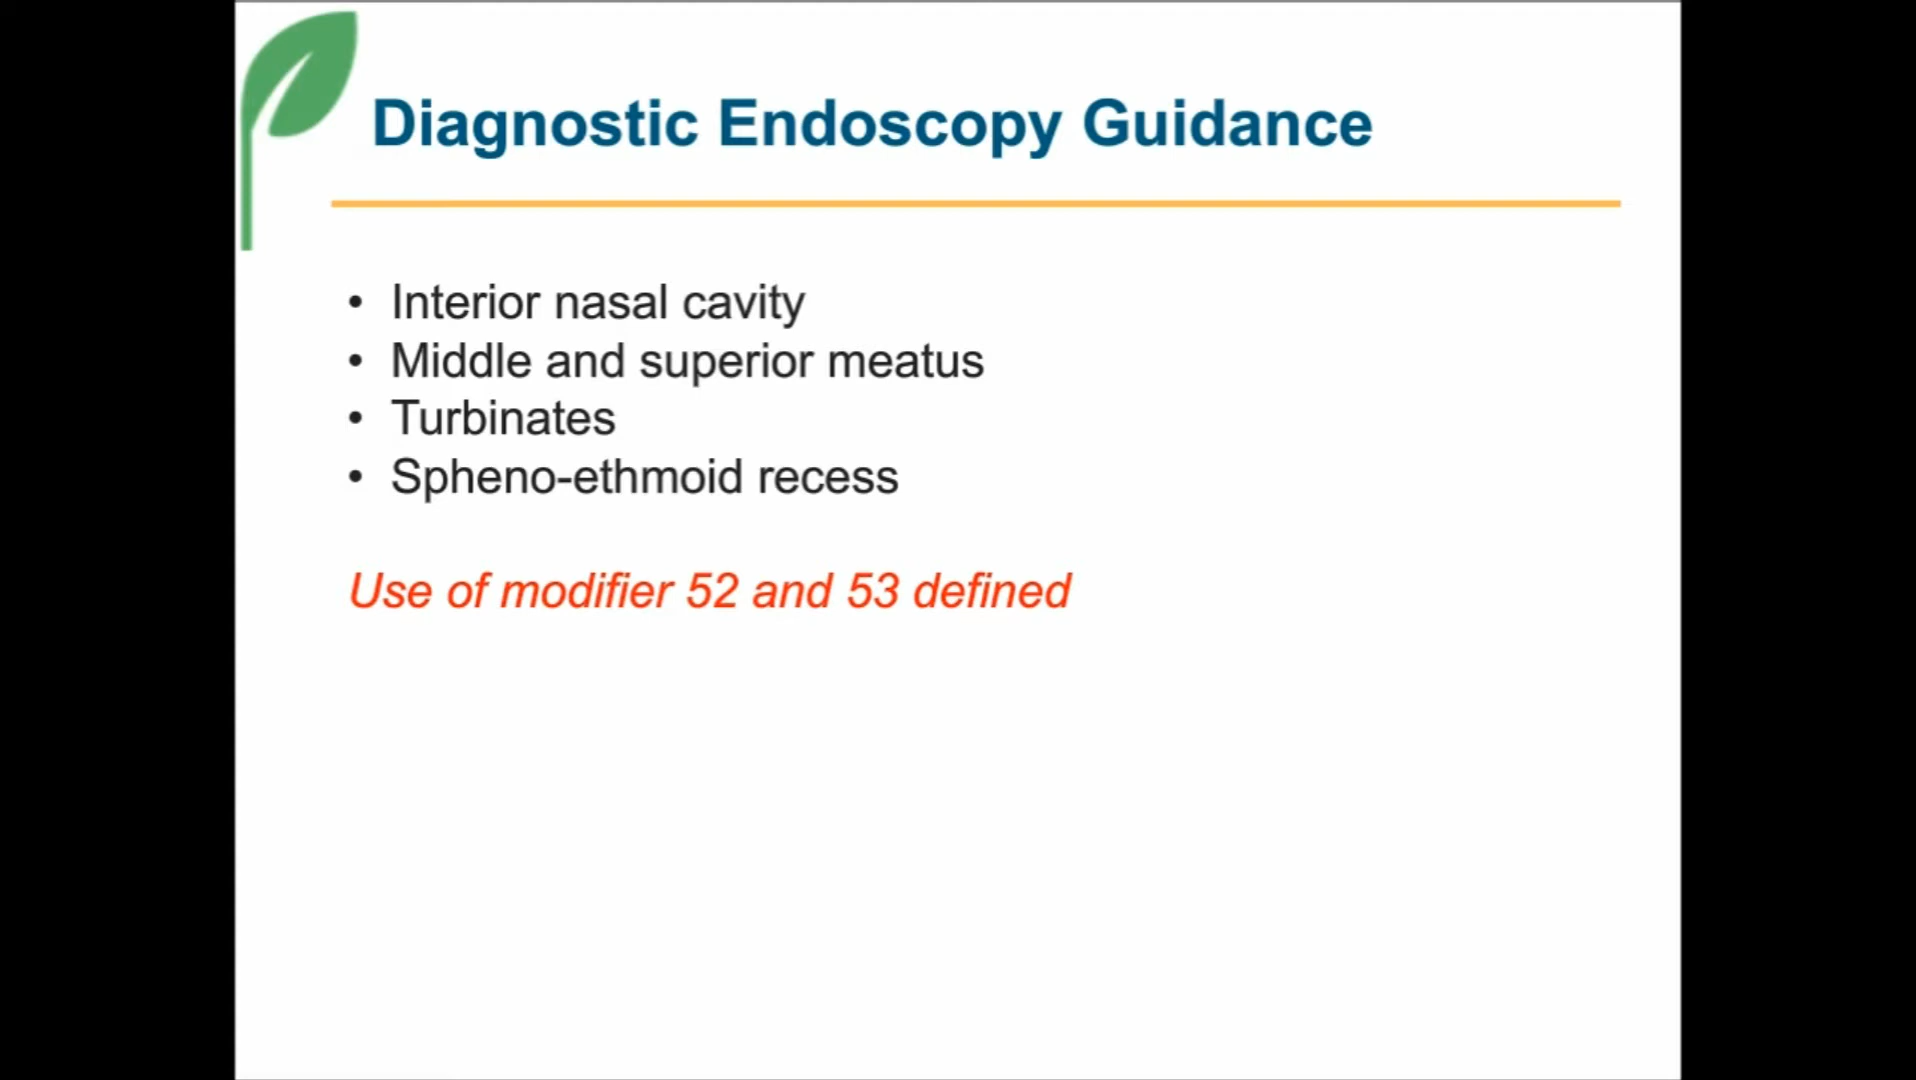 Diagnostic Endoscopy Guidance
• Interior nasal cavity
• Middle and superior meatus
• Turbinates
• Spheno-ethmoid recess
Use of modifier 52 and 53 defined